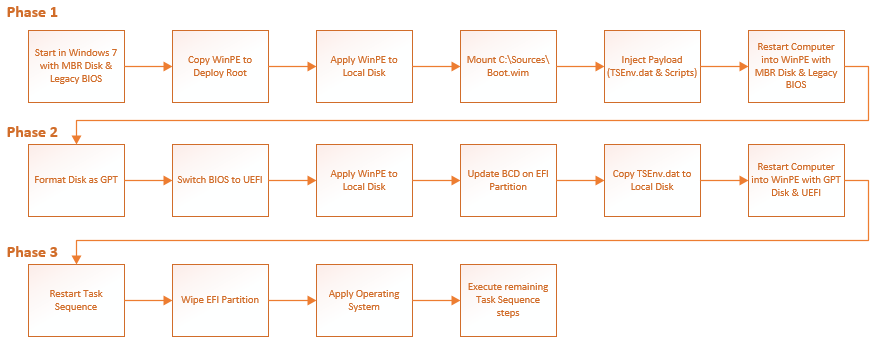 Phase 1
Start in Windows 7
with MBR Disk &
Legacy BIOS
Copy WinPE to
Deploy Root
Apply WinPE to
Local Disk
Mount C:\Sources\
Boot.wim
Inject Payload
(TSEnv.dat & Scripts)
Restart Computer
into WinPE with
MBR Disk & Legacy
BIOS
Phase 2
Format Disk as GPT
Switch BIOS to UEFI
Apply WinPE to
Local Disk
Update BCD on EFI
Partition
Copy TSEnv.dat to
Local Disk
Restart Computer
into WinPE with GPT
Disk & UEFI
Phase 3
Restart Task
Sequence
Wipe EFI Partition
Apply Operating
System
Execute remaining
Task Sequence
steps